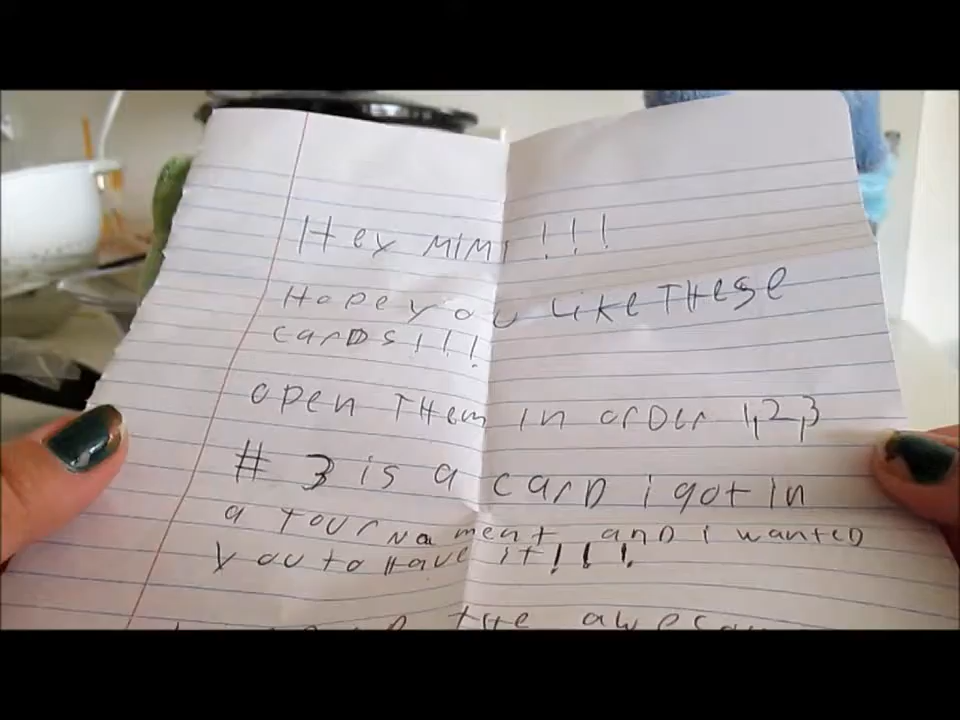 Hey MIMI !!!
Hope you Like THese
carDs!!!
open THem in orDer 1,2,3
# 3 is a carD i got in
a TournamenT anD i wanteD
you to Have it!!!
THe